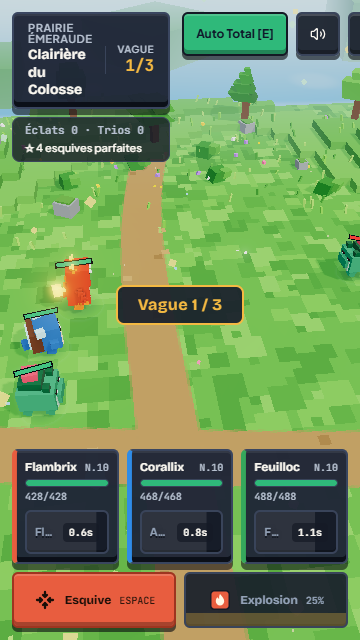 PRAIRIE
ÉMERAUDE
Clairière
du
Colosse
VAGUE
1/3
Auto Total [E]
Éclats 0 · Trios 0
★ 4 esquives parfaites
Vague 1 / 3
Flambrix N.10
428/428
Fl… 0.6s
Corallix N.10
468/468
A… 0.8s
Feuilloc N.10
488/488
F… 1.1s
Esquive ESPACE
Explosion 25%